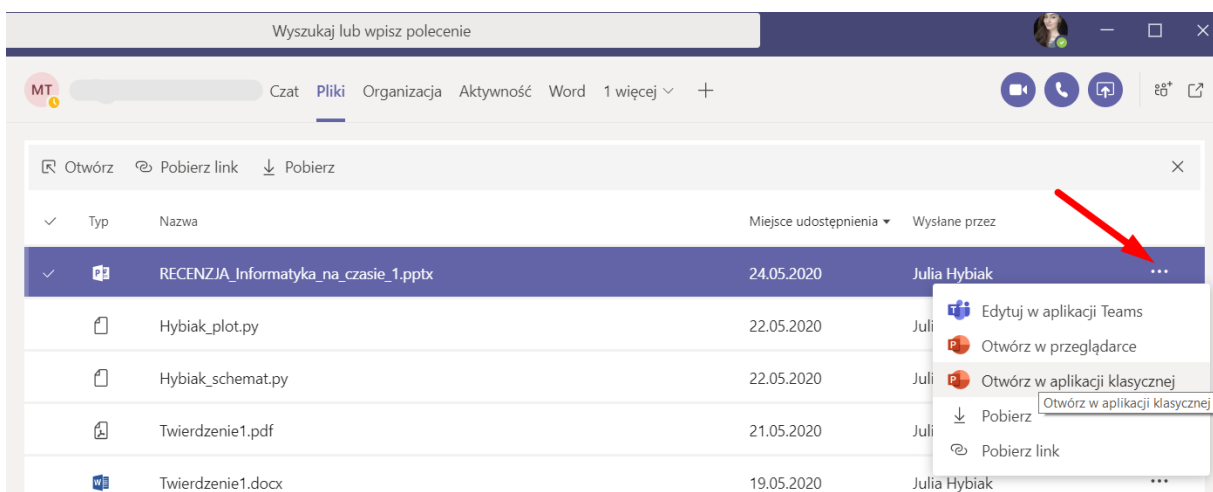 Wyszukaj lub wpisz polecenie
MT Czat Pliki Organizacja Aktywność Word 1 więcej
Otwórz Pobierz link Pobierz
Typ Nazwa Miejsce udostępnienia Wysłane przez
RECENZJA_Informatyka_na_czasie_1.pptx 24.05.2020 Julia Hybiak ...
Edytuj w aplikacji Teams
Hybiak_plot.py 22.05.2020 Juli
Otwórz w przeglądarce
Hybiak_schemat.py 22.05.2020 Juli
Otwórz w aplikacji klasycznej
Otwórz w aplikacji klasycznej
Pobierz
Twierdzenie1.pdf 21.05.2020 Juli
Pobierz link
Twierdzenie1.docx 19.05.2020 Julia Hybiak ...